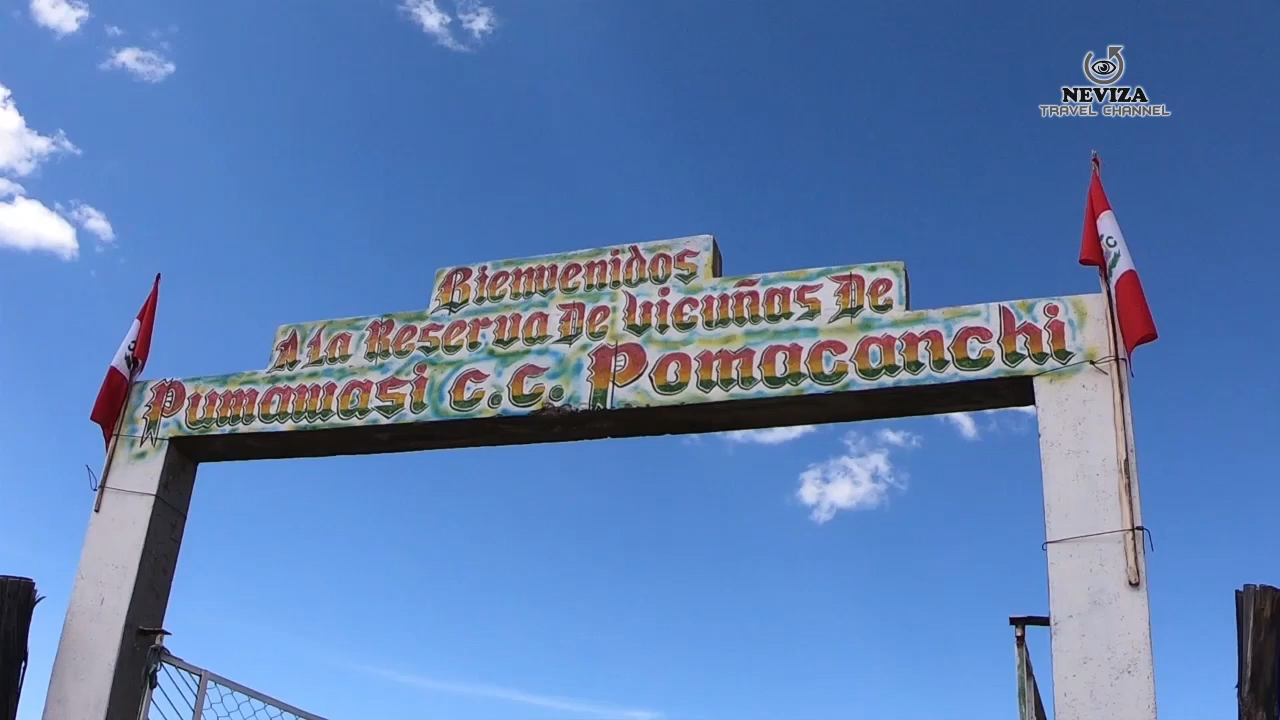 NEVIZA
TRAVEL CHANNEL
Bienvenidos
A la Reserva De Vicuñas De
Pumawasi C.C. Pomacanchi